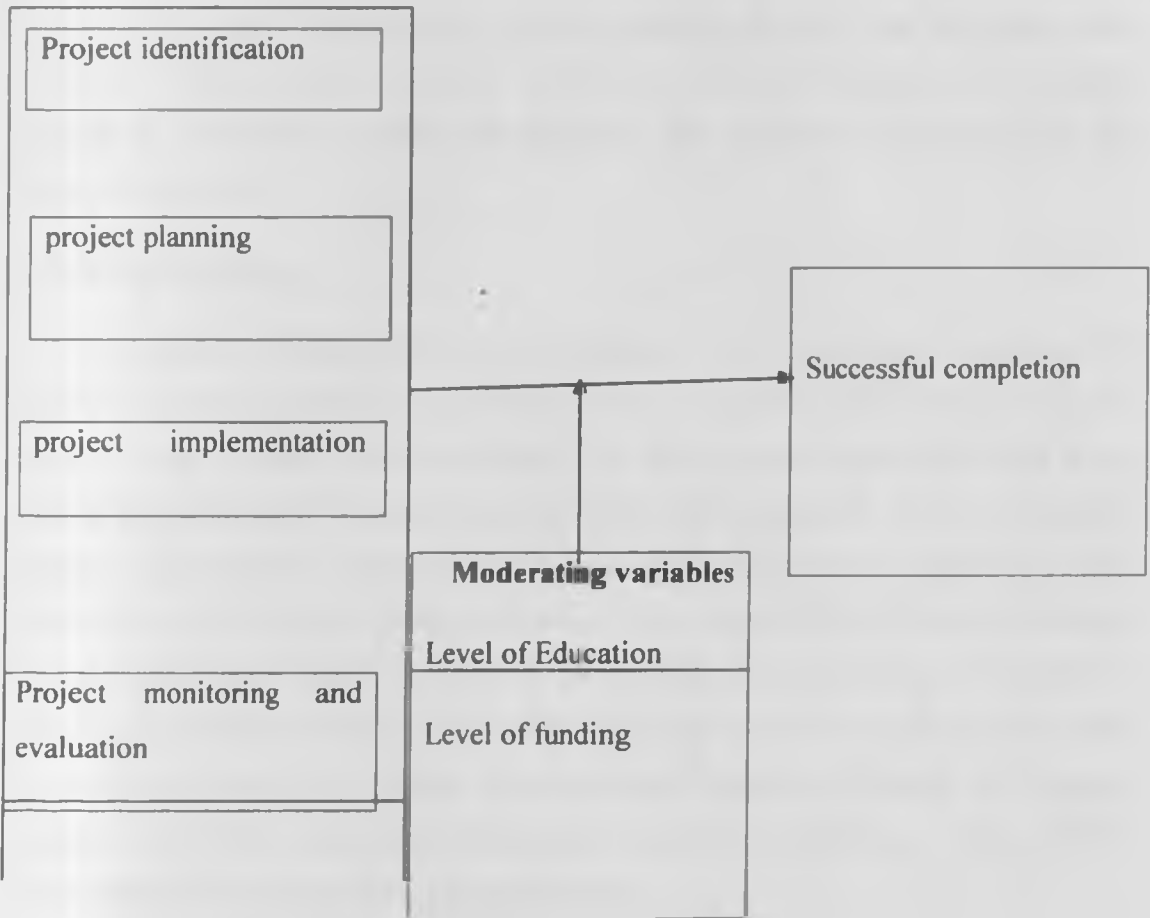 Project identification
project planning
project implementation
Project monitoring and
evaluation
Moderating variables
Level of Education
Level of funding
Successful completion